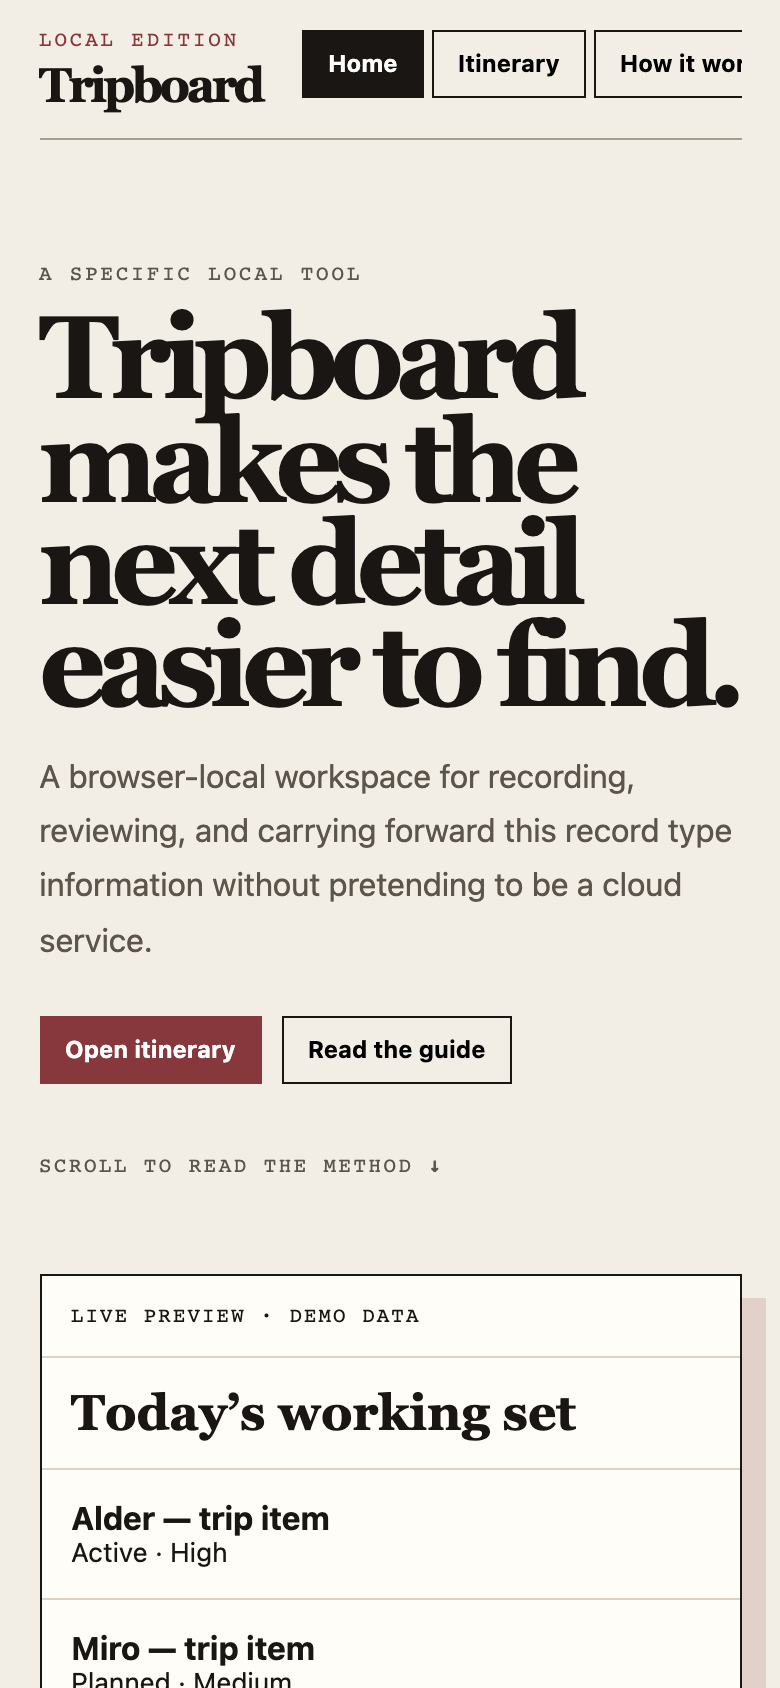 LOCAL EDITION
Tripboard
Home
Itinerary
How it wor
A SPECIFIC LOCAL TOOL
Tripboard
makes the
next detail
easier to find.
A browser-local workspace for recording,
reviewing, and carrying forward this record type
information without pretending to be a cloud
service.
Open itinerary
Read the guide
SCROLL TO READ THE METHOD ↓
LIVE PREVIEW · DEMO DATA
Today’s working set
Alder — trip item
Active · High
Miro — trip item
Planned · Medium